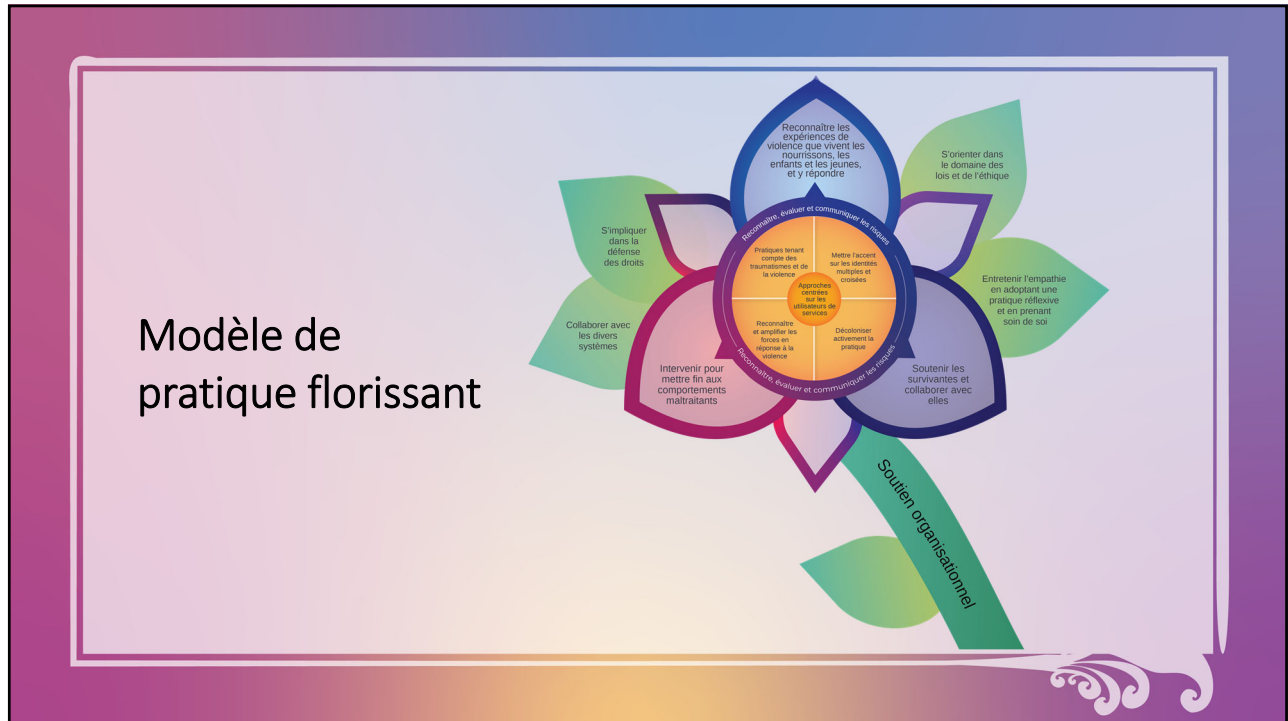 Modèle de
pratique florissant
Reconnaître les
expériences de
violence que vivent les
nourrissons, les
enfants et les jeunes,
et y répondre
S’orienter dans
le domaine des
lois et de l’éthique
S’impliquer
dans la
défense
des droits
Entretenir l’empathie
en adoptant une
pratique réflexive
et en prenant
soin de soi
Collaborer avec
les divers
systèmes
Reconnaître, évaluer et communiquer les risques
Pratiques tenant
compte des
traumatismes et de
la violence
Mettre l’accent
sur les identités
multiples et
croisées
Approches
centrées
sur les
utilisateurs de
services
Reconnaître
et amplifier les
forces en
réponse à la
violence
Décoloniser
activement la
pratique
Reconnaître, évaluer et communiquer les risques
Intervenir pour
mettre fin aux
comportements
maltraitants
Soutenir les
survivantes et
collaborer avec
elles
Soutien organisationnel